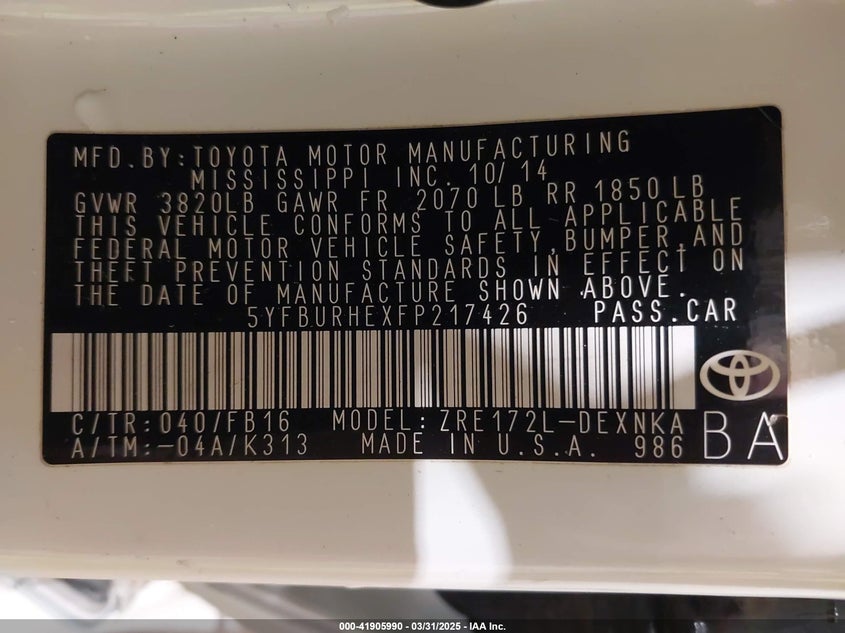 MFD.BY:TOYOTA MOTOR MANUFACTURING
MISSISSIPPI INC. 10/14
GVWR 3820LB GAWR FR 2070 LB RR 1850 LB
THIS VEHICLE CONFORMS TO ALL APPLICABLE
FEDERAL MOTOR VEHICLE SAFETY,BUMPER,AND
THEFT PREVENTION STANDARDS IN EFFECT ON
THE DATE OF MANUFACTURE SHOWN ABOVE.
5YFBURHEXFP217426 PASS.CAR
C/TR:040/FB16 MODEL:ZRE172L-DEXNKA
A/TM:-04A/K313 MADE IN U.S.A. 986
BA
000-41905990 - 03/31/2025 - IAA Inc.